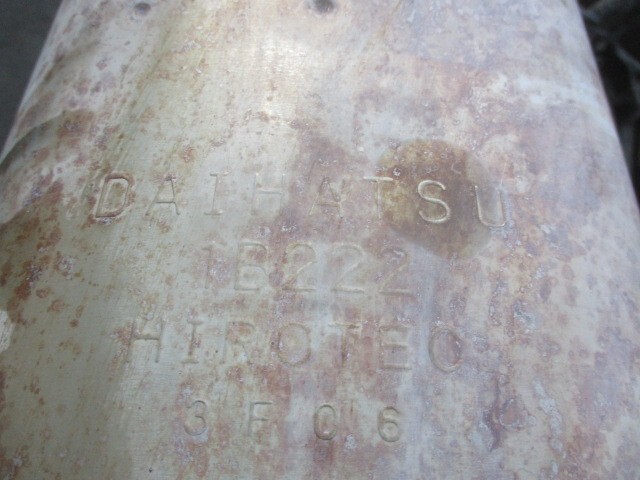 DAIHATSU
1B222
HIROTEC
3F06